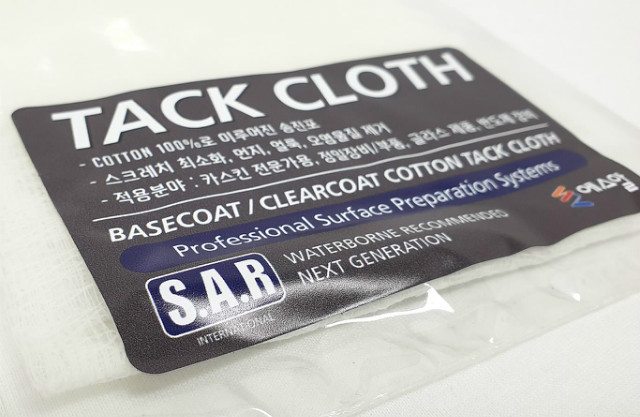 TACK CLOTH
- COTTON 100%로 이루어진 송진포
- 스크레치 최소화, 먼지, 얼룩, 오염물질 제거
- 적용분야 : 카스킨 전문가용, 정밀장비/부품, 글라스 제품, 반도체 장비
BASECOAT / CLEARCOAT COTTON TACK CLOTH
Professional Surface Preparation Systems
에스알
S.A.R
INTERNATIONAL
WATERBORNE RECOMMENDED
NEXT GENERATION